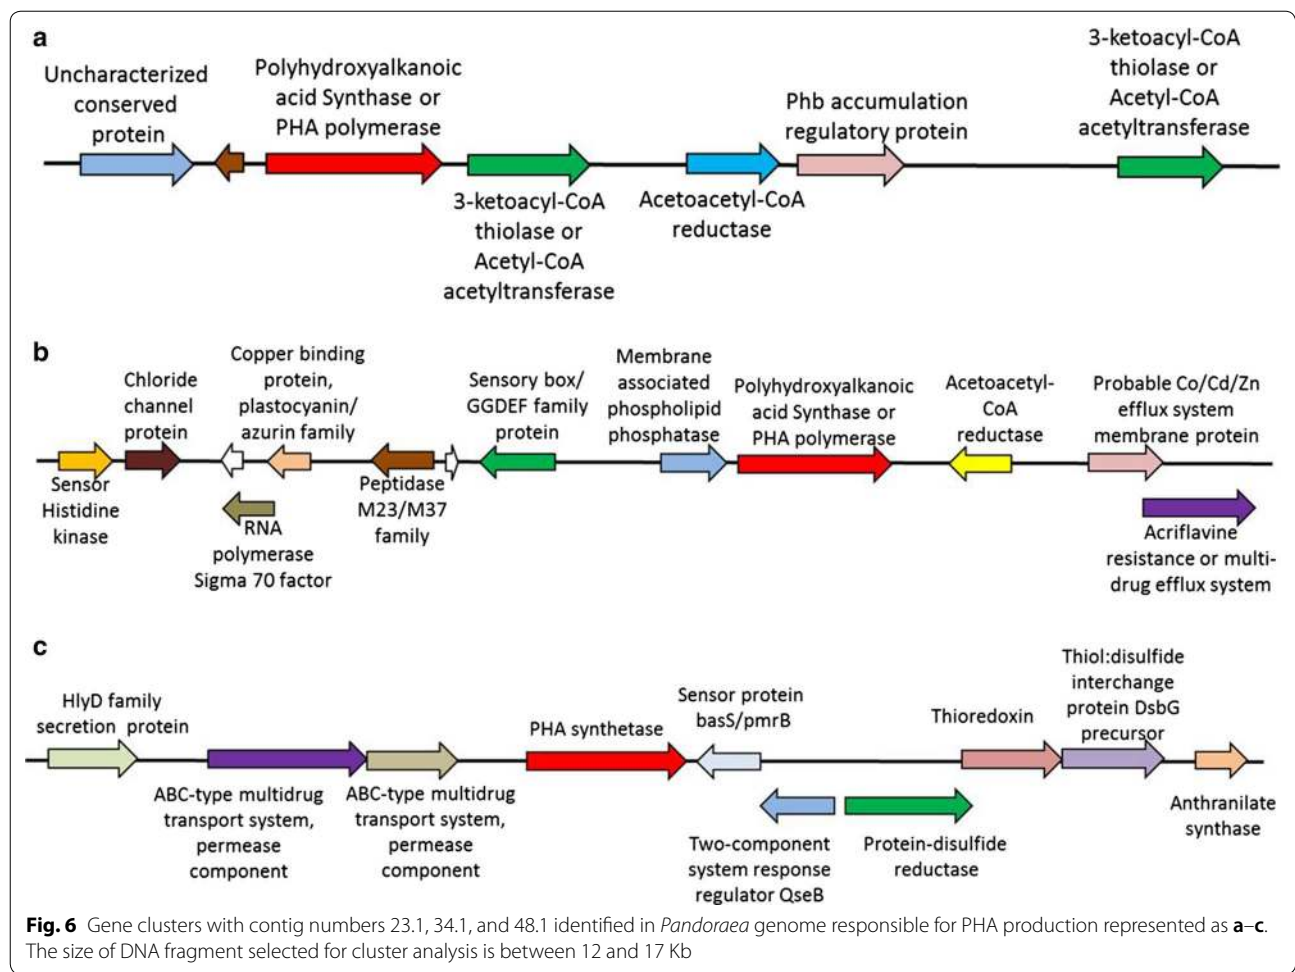 a
Uncharacterized
conserved
protein
Polyhydroxyalkanoic
acid Synthase or
PHA polymerase
3-ketoacyl-CoA
thiolase or
Acetyl-CoA
acetyltransferase
Acetoacetyl-CoA
reductase
Phb accumulation
regulatory protein
3-ketoacyl-CoA
thiolase or
Acetyl-CoA
acetyltransferase
b
Sensor
Histidine
kinase
Chloride
channel
protein
Copper binding
protein,
plastocyanin/
azurin family
RNA
polymerase
Sigma 70 factor
Peptidase
M23/M37
family
Sensory box/
GGDEF family
protein
Membrane
associated
phospholipid
phosphatase
Polyhydroxyalkanoic
acid Synthase or
PHA polymerase
Acetoacetyl-
CoA
reductase
Probable Co/Cd/Zn
efflux system
membrane protein
Acriflavine
resistance or multi-
drug efflux system
c
HlyD family
secretion protein
ABC-type multidrug
transport system,
permease
component
ABC-type multidrug
transport system,
permease
component
PHA synthetase
Sensor protein
basS/pmrB
Two-component
system response
regulator QseB
Protein-disulfide
reductase
Thioredoxin
Thiol:disulfide
interchange
protein DsbG
precursor
Anthranilate
synthase
Fig. 6 Gene clusters with contig numbers 23.1, 34.1, and 48.1 identified in Pandoraea genome responsible for PHA production represented as a–c.
The size of DNA fragment selected for cluster analysis is between 12 and 17 Kb